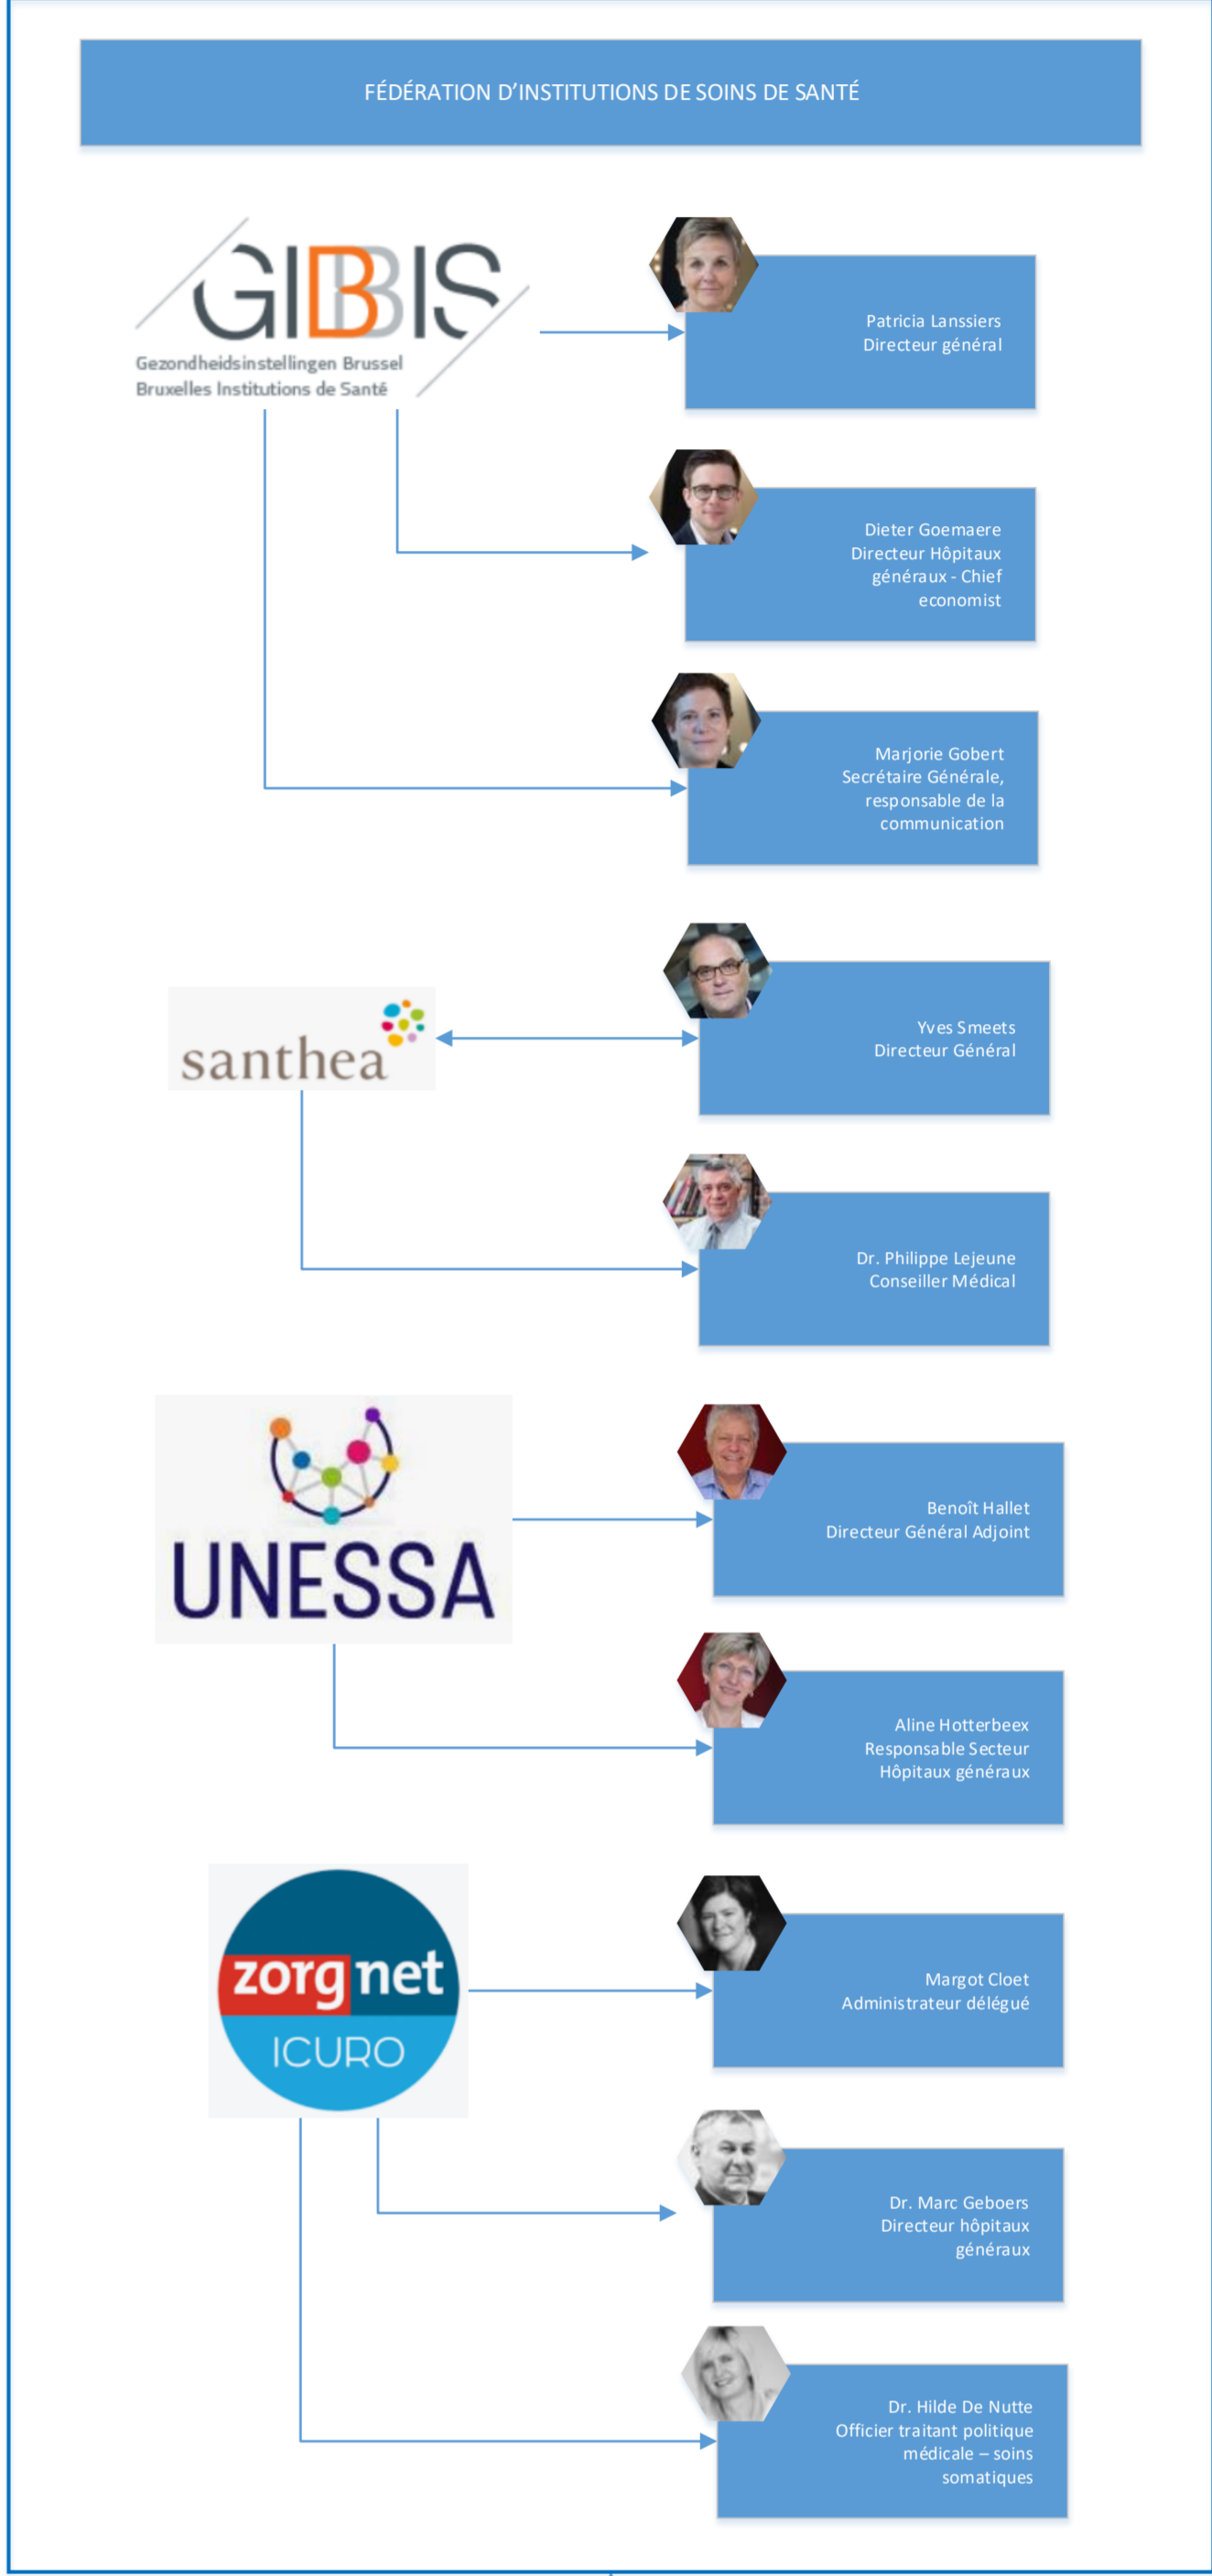 FÉDÉRATION D’INSTITUTIONS DE SOINS DE SANTÉ
GIBBIS
Gezondheidsinstellingen Brussel
Bruxelles Institutions de Santé
Patricia Lanssiers
Directeur général
Dieter Goemaere
Directeur Hôpitaux
généraux - Chief
economist
Marjorie Gobert
Secrétaire Générale,
responsable de la
communication
santhea
Yves Smeets
Directeur Général
Dr. Philippe Lejeune
Conseiller Médical
UNESSA
Benoît Hallet
Directeur Général Adjoint
Aline Hotterbeex
Responsable Secteur
Hôpitaux généraux
zorgnet
ICURO
Margot Cloet
Administrateur délégué
Dr. Marc Geboers
Directeur hôpitaux
généraux
Dr. Hilde De Nutte
Officier traitant politique
médicale – soins
somatiques